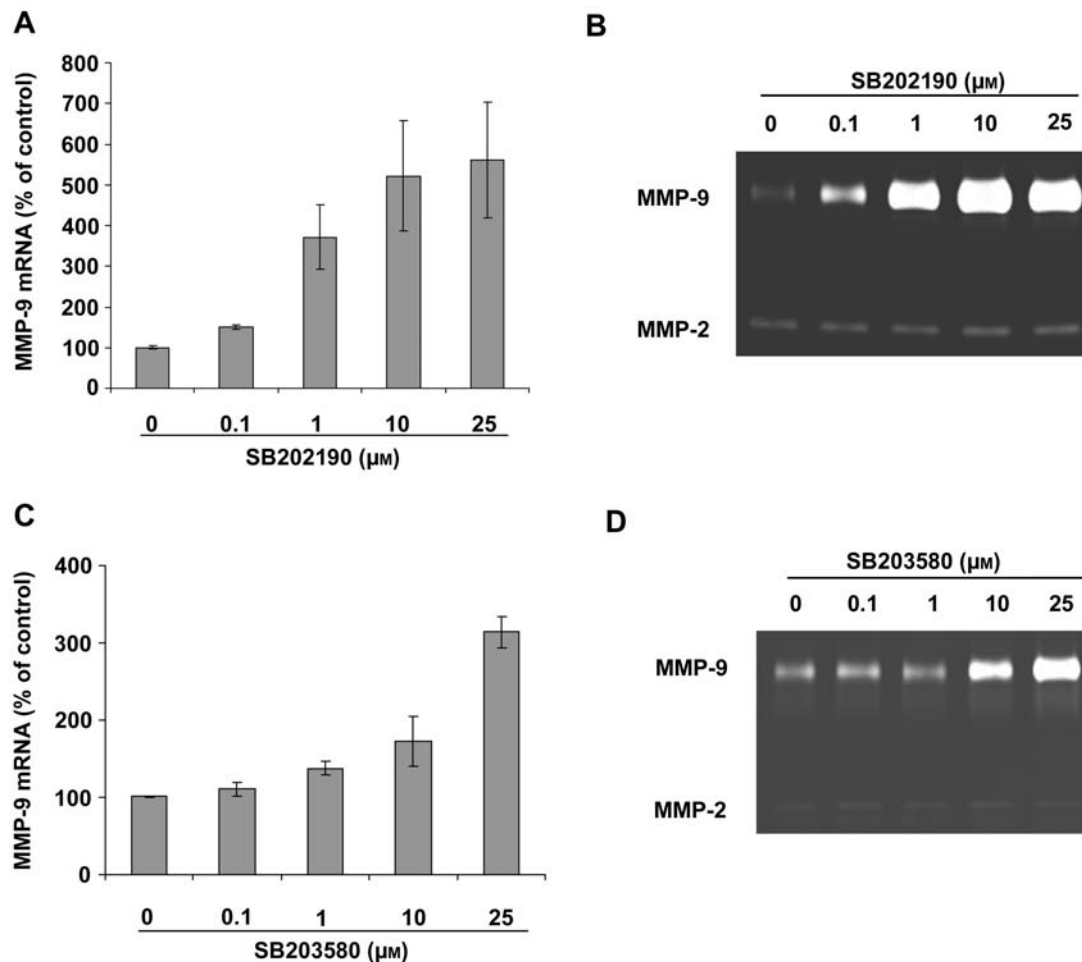 A
MMP-9 mRNA (% of control)
800
700
600
500
400
300
200
100
0
0 0.1 1 10 25
SB202190 (µM)
B
SB202190 (µM)
0 0.1 1 10 25
MMP-9
MMP-2
C
MMP-9 mRNA (% of control)
400
300
200
100
0
0 0.1 1 10 25
SB203580 (µM)
D
SB203580 (µM)
0 0.1 1 10 25
MMP-9
MMP-2